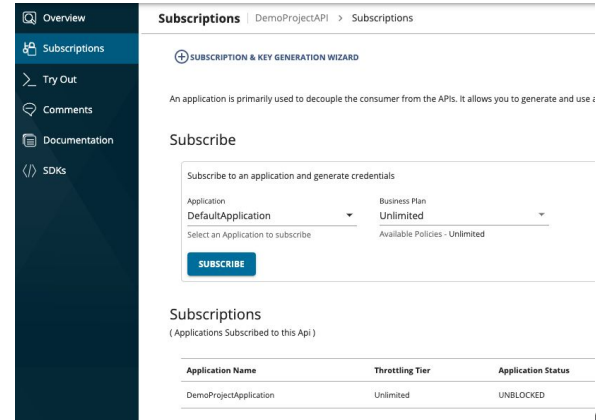 Overview
Subscriptions
Try Out
Comments
Documentation
SDKs
Subscriptions | DemoProjectAPI > Subscriptions
SUBSCRIPTION & KEY GENERATION WIZARD
An application is primarily used to decouple the consumer from the APIs. It allows you to generate and use a
Subscribe
Subscribe to an application and generate credentials
Application
DefaultApplication
Select an Application to subscribe
Business Plan
Unlimited
Available Policies - Unlimited
SUBSCRIBE
Subscriptions
( Applications Subscribed to this Api )
Application Name Throttling Tier Application Status
DemoProjectApplication Unlimited UNBLOCKED